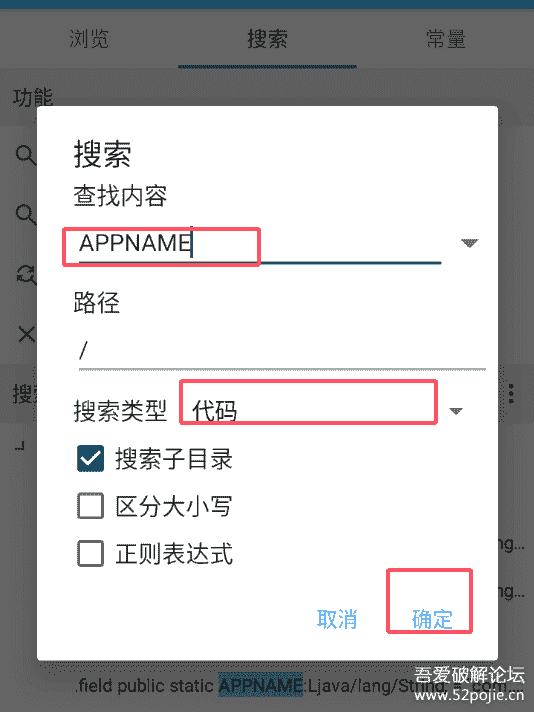 浏览 搜索 常量
功能
搜索
查找内容
APPNAME
路径
/
搜索类型 代码
搜索子目录
区分大小写
正则表达式
取消 确定
.field public static APPNAME:Ljava/lang/String; = "com...
吾爱破解论坛
www.52pojie.cn